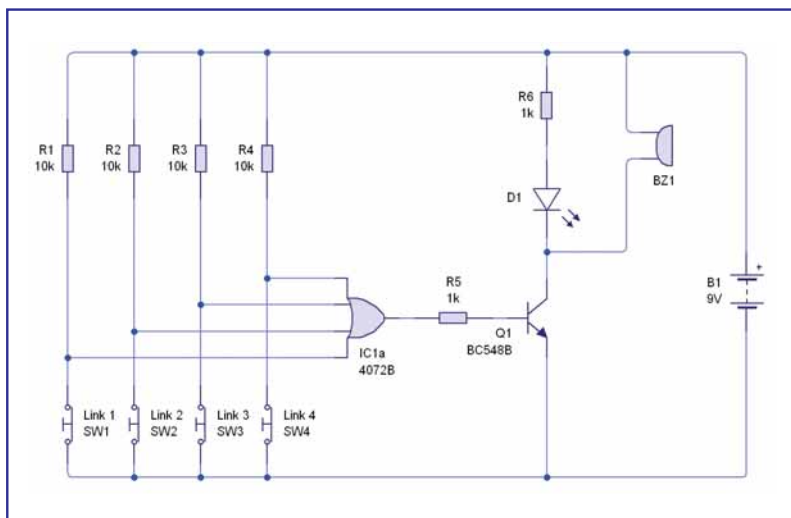 R6
1k
R1
10k
R2
10k
R3
10k
R4
10k
BZ1
D1
R5
1k
B1
9V
+
Q1
BC548B
IC1a
4072B
Link 1
SW1
Link 2
SW2
Link 3
SW3
Link 4
SW4